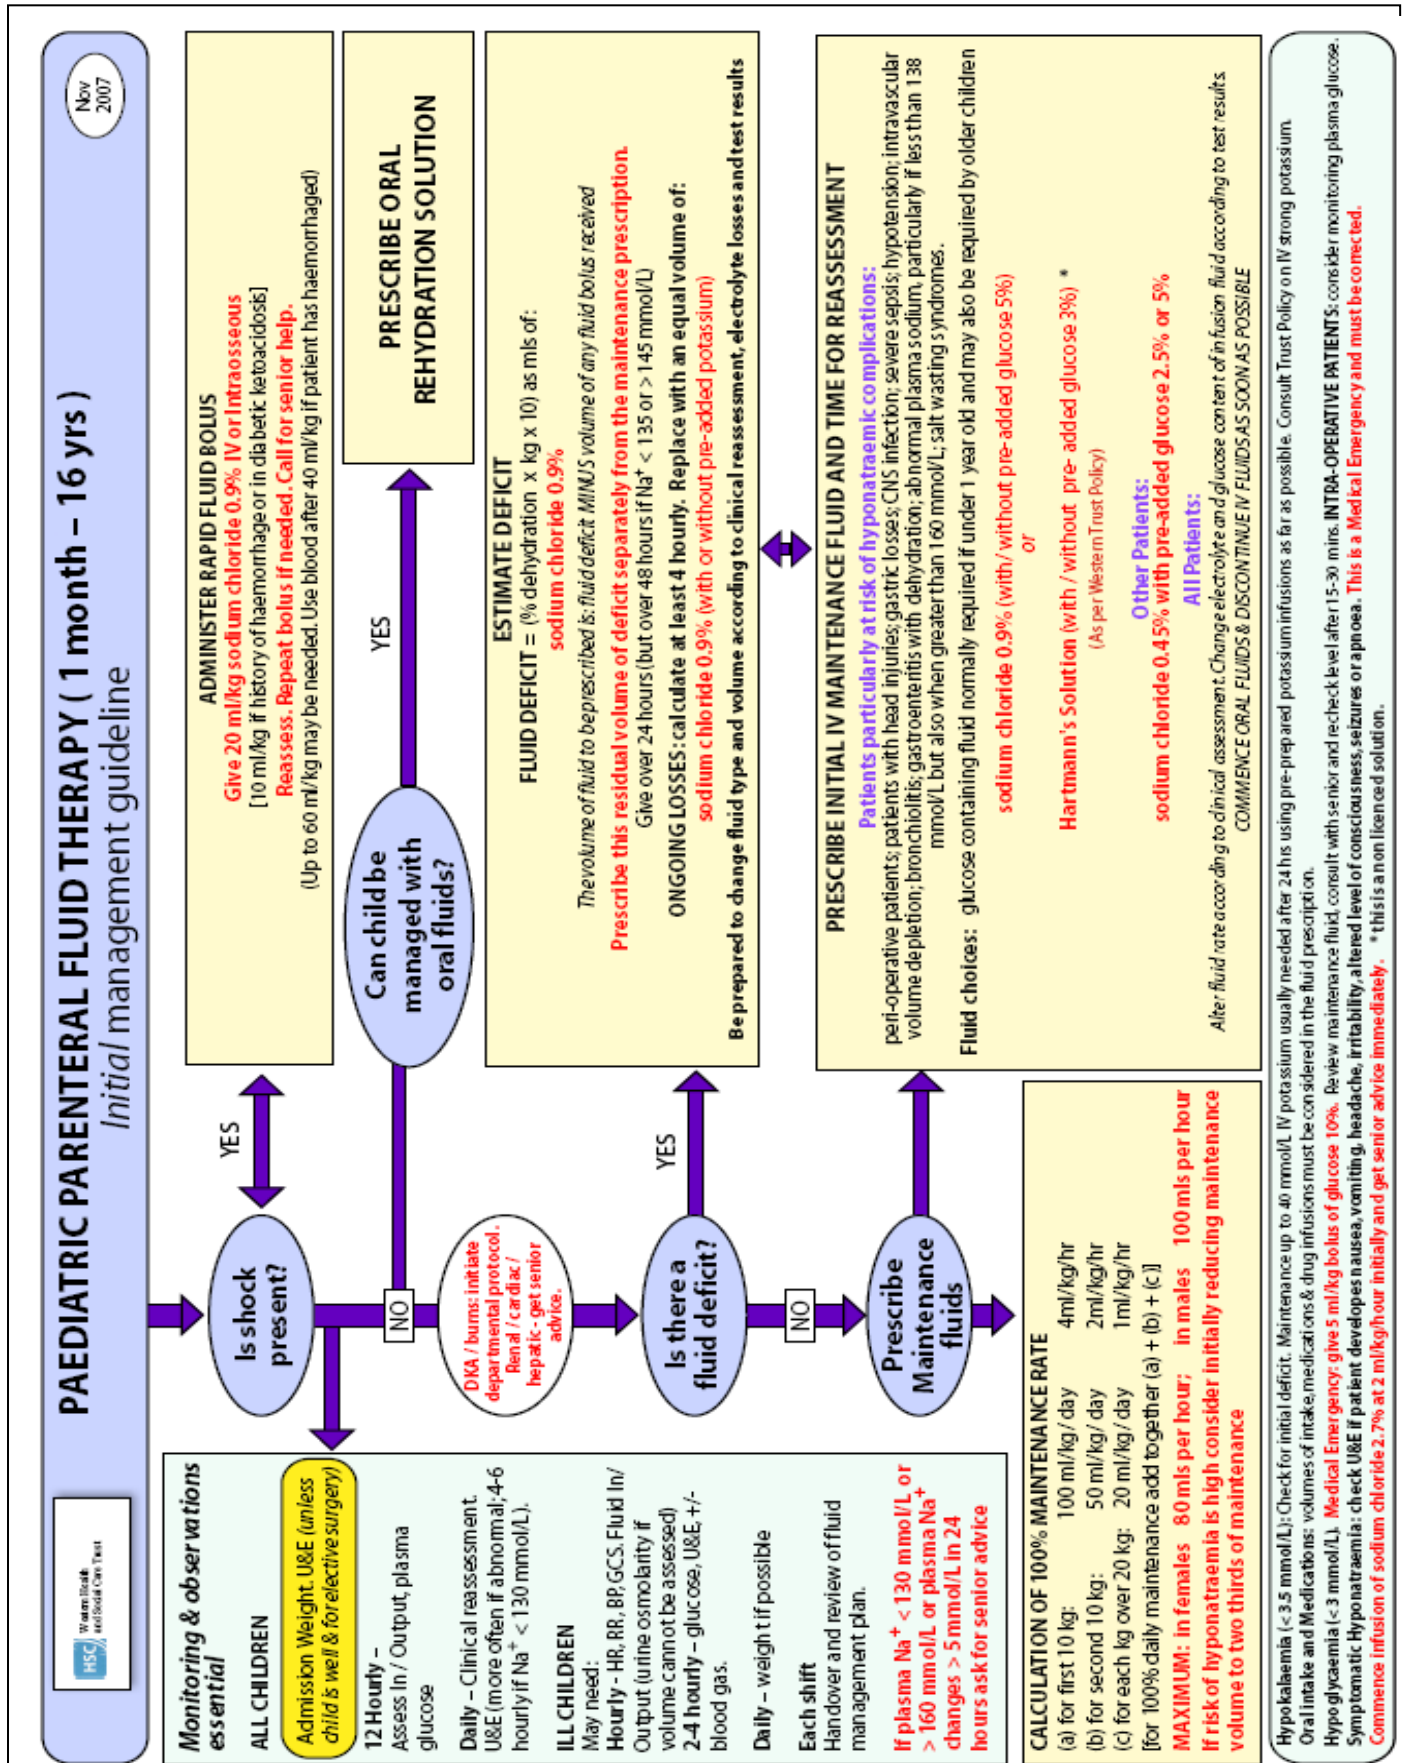 HSC
Western Health
and Social Care Trust
PAEDIATRIC PARENTERAL FLUID THERAPY ( 1 month – 16 yrs )
Initial management guideline
Nov
2007
Monitoring & observations
essential
ALL CHILDREN
Admission Weight. U&E (unless
child is well & for elective surgery)
12 Hourly –
Assess In / Output, plasma
glucose
Daily – Clinical reassessment.
U&E (more often if abnormal; 4-6
hourly if Na+ < 130 mmol/L).
ILL CHILDREN
May need:
Hourly – HR, RR, BP, GCS. Fluid In/
Output (urine osmolarity if
volume cannot be assessed)
2-4 hourly – glucose, U&E, +/-
blood gas.
Daily – weight if possible
Each shift
Handover and review of fluid
management plan.
If plasma Na+ < 130 mmol/L or
> 160 mmol/L or plasma Na+
changes > 5 mmol/L in 24
hours ask for senior advice
Is shock
present?
YES
ADMINISTER RAPID FLUID BOLUS
Give 20 ml/kg sodium chloride 0.9% IV or Intraosseous
[10 ml/kg if history of haemorrhage or in diabetic ketoacidosis]
Reassess. Repeat bolus if needed. Call for senior help.
(Up to 60 ml/kg may be needed. Use blood after 40 ml/kg if patient has haemorrhaged)
NO
Can child be
managed with
oral fluids?
YES
PRESCRIBE ORAL
REHYDRATION SOLUTION
DKA / burns: initiate
departmental protocol.
Renal / cardiac /
hepatic - get senior
advice.
Is there a
fluid deficit?
YES
ESTIMATE DEFICIT
FLUID DEFICIT = (% dehydration x kg x 10) as mls of:
sodium chloride 0.9%
The volume of fluid to be prescribed is: fluid deficit MINUS volume of any fluid bolus received
Prescribe this residual volume of deficit separately from the maintenance prescription.
Give over 24 hours (but over 48 hours if Na+ < 135 or > 145 mmol/L)
ONGOING LOSSES: calculate at least 4 hourly. Replace with an equal volume of:
sodium chloride 0.9% (with or without pre-added potassium)
Be prepared to change fluid type and volume according to clinical reassessment, electrolyte losses and test results
NO
Prescribe
Maintenance
fluids
PRESCRIBE INITIAL IV MAINTENANCE FLUID AND TIME FOR REASSESSMENT
Patients particularly at risk of hyponatraemic complications:
peri-operative patients; patients with head injuries; gastric losses; CNS infection; severe sepsis; hypotension; intravascular
volume depletion; bronchiolitis; gastroenteritis with dehydration; abnormal plasma sodium, particularly if less than 138
mmol/L but also when greater than 160 mmol/L; salt wasting syndromes.
Fluid choices: glucose containing fluid normally required if under 1 year old and may also be required by older children
sodium chloride 0.9% (with/ without pre-added glucose 5%)
or
Hartmann's Solution (with / without pre- added glucose 3%) *
(As per Western Trust Policy)
Other Patients:
sodium chloride 0.45% with pre-added glucose 2.5% or 5%
All Patients:
Alter fluid rate according to clinical assessment. Change electrolyte and glucose content of infusion fluid according to test results.
COMMENCE ORAL FLUIDS & DISCONTINUE IV FLUIDS AS SOON AS POSSIBLE
CALCULATION OF 100% MAINTENANCE RATE
(a) for first 10 kg: 100 ml/kg/ day 4ml/kg/hr
(b) for second 10 kg: 50 ml/kg/ day 2ml/kg/hr
(c) for each kg over 20 kg: 20 ml/kg/ day 1ml/kg/hr
[for 100% daily maintenance add together (a) + (b) + (c)]
MAXIMUM: In females 80 mls per hour; in males 100 mls per hour
If risk of hyponatraemia is high consider initially reducing maintenance
volume to two thirds of maintenance
Hypokalaemia (< 3.5 mmol/L): Check for initial deficit. Maintenance up to 40 mmol/L IV potassium usually needed after 24 hrs using pre-prepared potassium infusions as far as possible. Consult Trust Policy on IV strong potassium.
Oral intake and Medications: volumes of intake, medications & drug infusions must be considered in the fluid prescription.
Hypoglycaemia (< 3 mmol/L). Medical Emergency: give 5 ml/kg bolus of glucose 10%. Review maintenance fluid, consult with senior and recheck level after 15-30 mins. INTRA-OPERATIVE PATIENTS: consider monitoring plasma glucose.
Symptomatic Hyponatraemia: check U&E if patient developes nausea, vomiting, headache, irritability, altered level of consciousness, seizures or apnoea. This is a Medical Emergency and must be corrected.
Commence infusion of sodium chloride 2.7% at 2 ml/kg/hour initially and get senior advice immediately. * this is a non licenced solution.